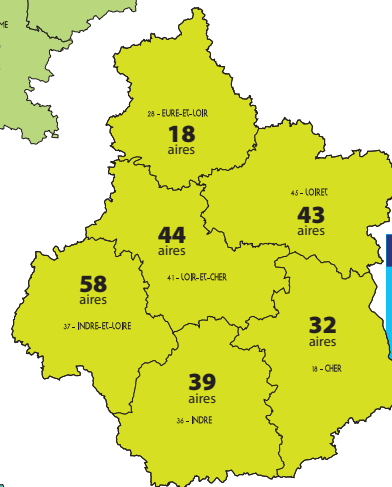 ME
28 - EURE-ET-LOIR
18
aires
45 - LOIRET
43
aires
44
aires
41 - LOIR-ET-CHER
58
aires
37 - INDRE-ET-LOIRE
32
aires
18 - CHER
39
aires
36 - INDRE